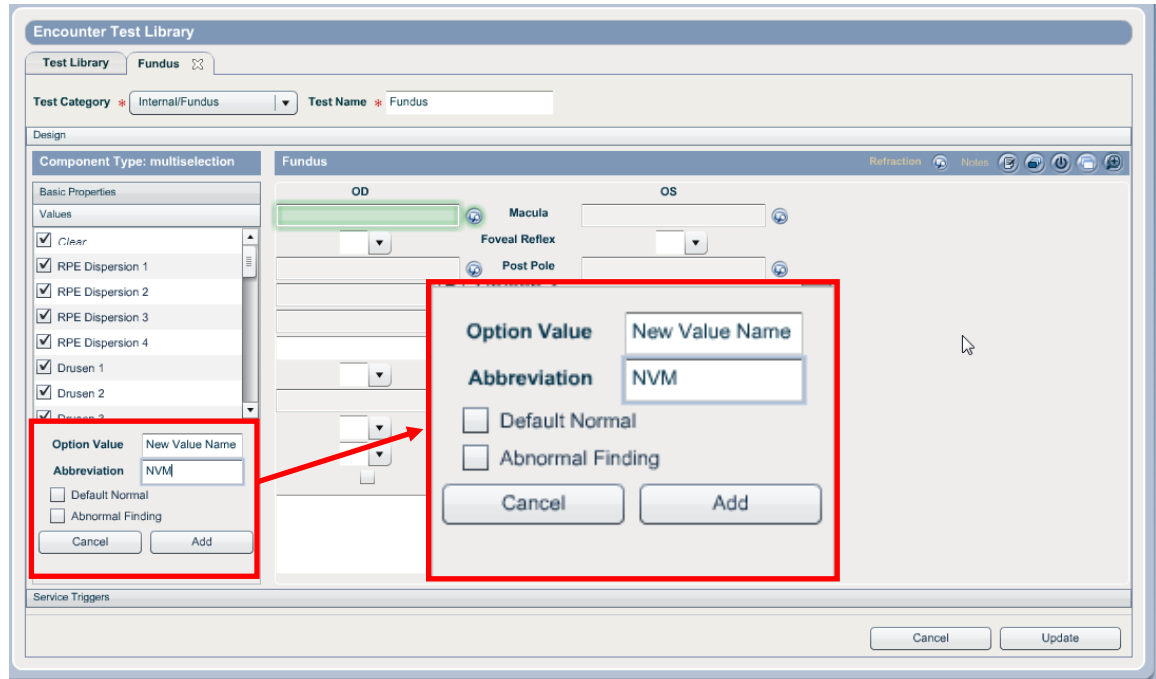 Encounter Test Library
Test Library Fundus
Test Category * Internal/Fundus Test Name * Fundus
Design
Component Type: multiselection
Basic Properties
Values
Clear
RPE Dispersion 1
RPE Dispersion 2
RPE Dispersion 3
RPE Dispersion 4
Drusen 1
Drusen 2
Option Value New Value Name
Abbreviation NVM
Default Normal
Abnormal Finding
Cancel Add
Fundus Refraction Notes
OD OS
Macula
Foveal Reflex
Post Pole
Option Value New Value Name
Abbreviation NVM
Default Normal
Abnormal Finding
Cancel Add
Service Triggers
Cancel Update